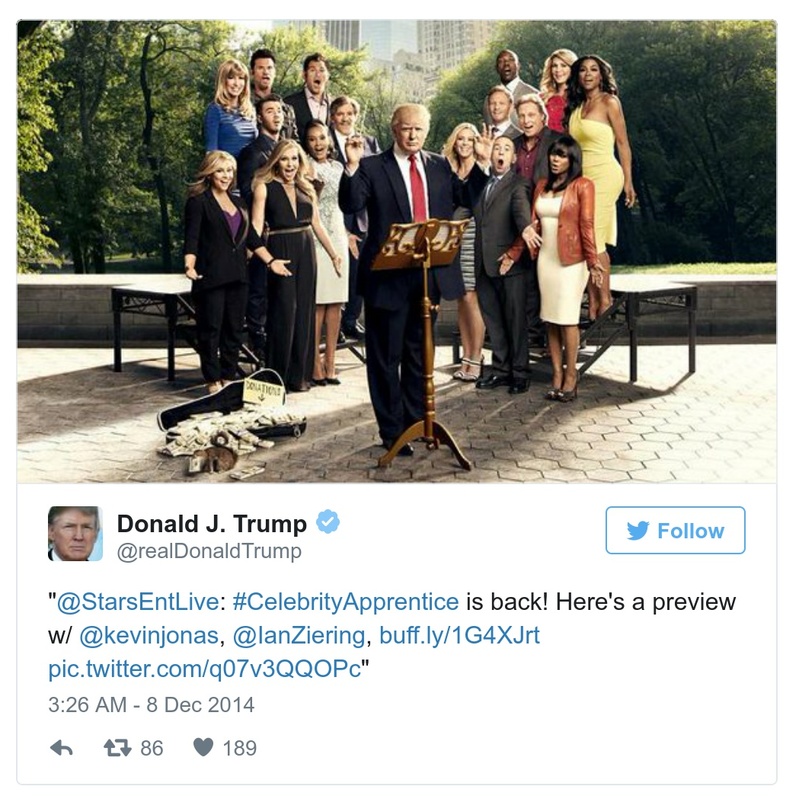 DONATIONS
Donald J. Trump
@realDonaldTrump
Follow
"@StarsEntLive: #CelebrityApprentice is back! Here's a preview
w/ @kevinjonas, @IanZiering, buff.ly/1G4XJrt
pic.twitter.com/q07v3QQOPc"
3:26 AM - 8 Dec 2014
86 189